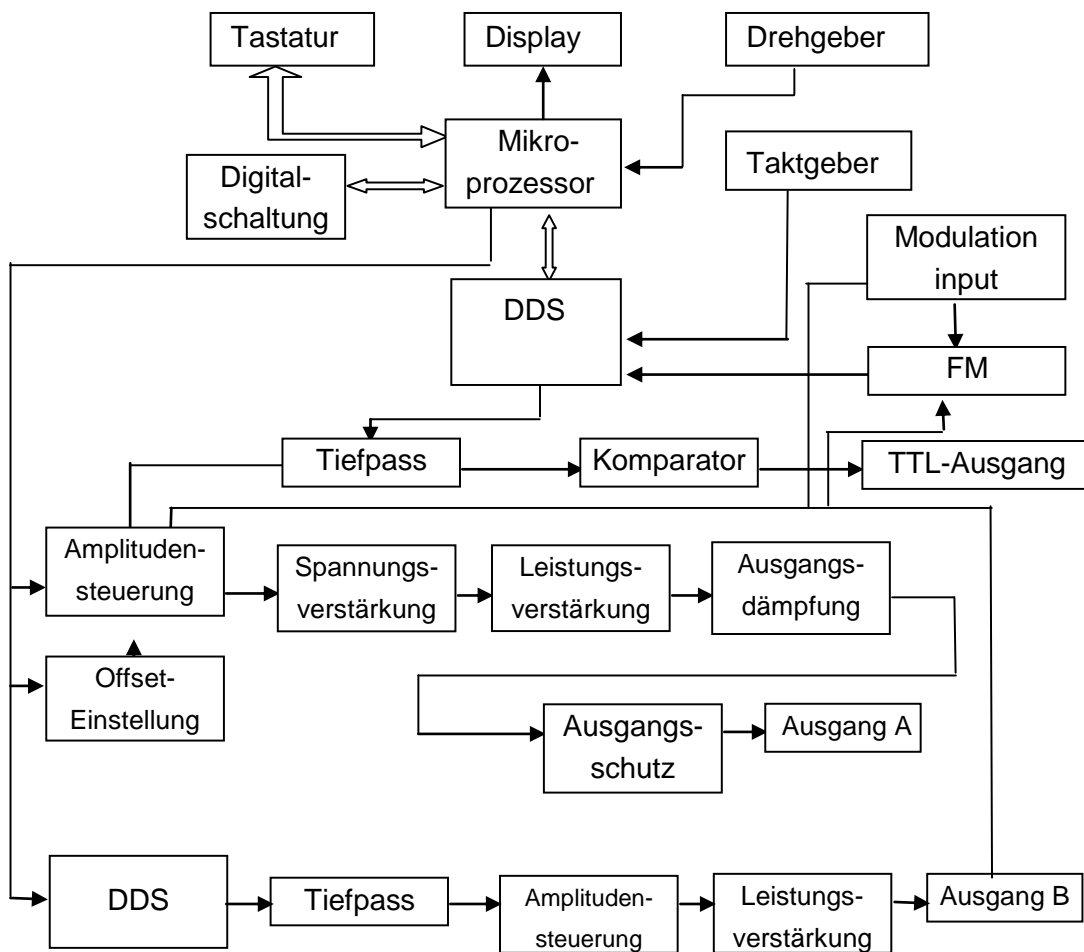 Tastatur
Display
Drehgeber
Mikro-
prozessor
Taktgeber
Digital-
schaltung
Modulation
input
DDS
FM
Tiefpass
Komparator
TTL-Ausgang
Amplituden-
steuerung
Spannungs-
verstärkung
Leistungs-
verstärkung
Ausgangs-
dämpfung
Offset-
Einstellung
Ausgangs-
schutz
Ausgang A
DDS
Tiefpass
Amplituden-
steuerung
Leistungs-
verstärkung
Ausgang B